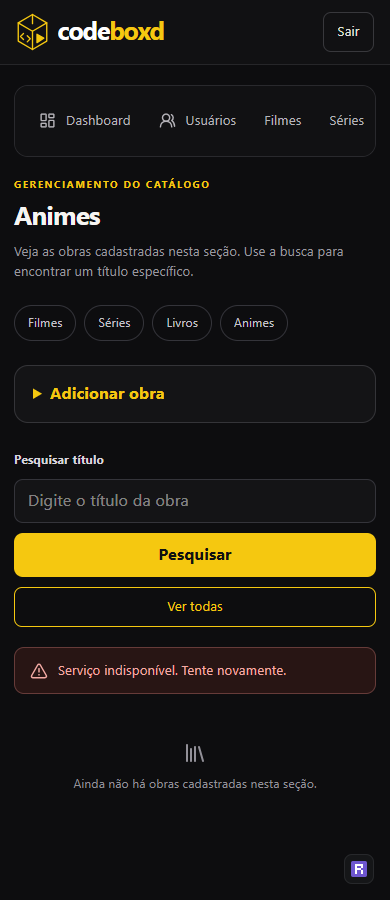 codeboxd
Sair
Dashboard Usuários Filmes Séries
GERENCIAMENTO DO CATÁLOGO
Animes
Veja as obras cadastradas nesta seção. Use a busca para
encontrar um título específico.
Filmes Séries Livros Animes
Adicionar obra
Pesquisar título
Digite o título da obra
Pesquisar
Ver todas
Serviço indisponível. Tente novamente.
Ainda não há obras cadastradas nesta seção.
R